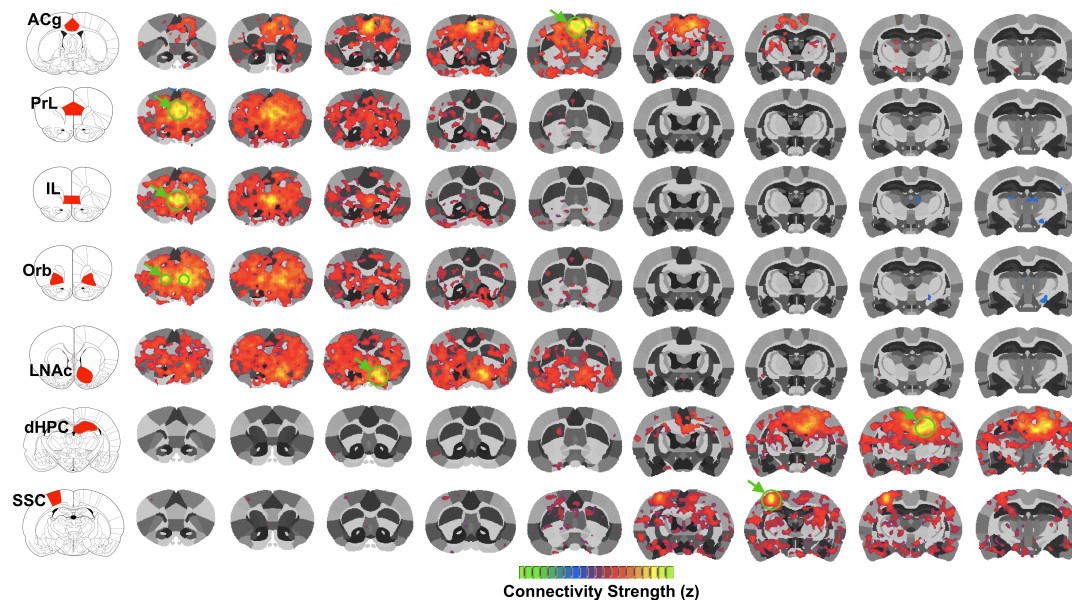 ACg
PrL
IL
Orb
LNAc
dHPC
SSC
Connectivity Strength (z)